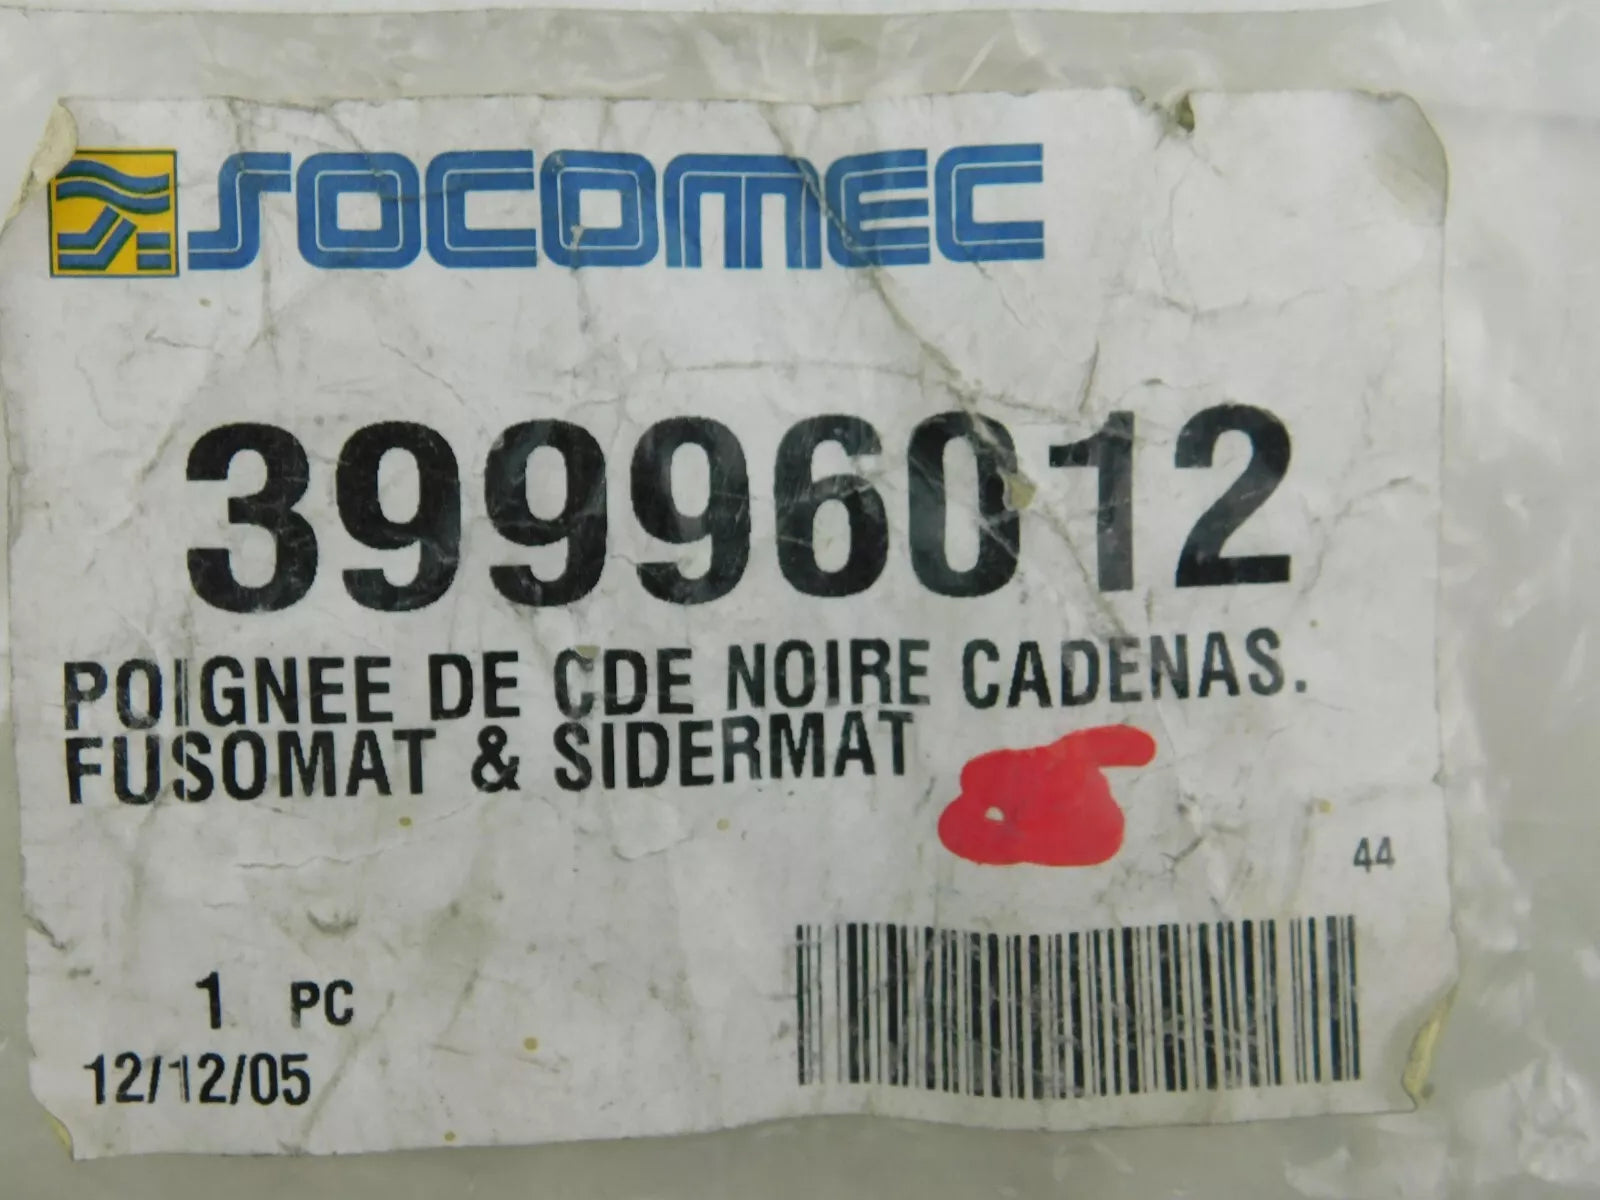 SOCOMEC
39996012
POIGNEE DE CDE NOIRE CADENAS.
FUSOMAT & SIDERMAT
44
1 PC
12/12/05